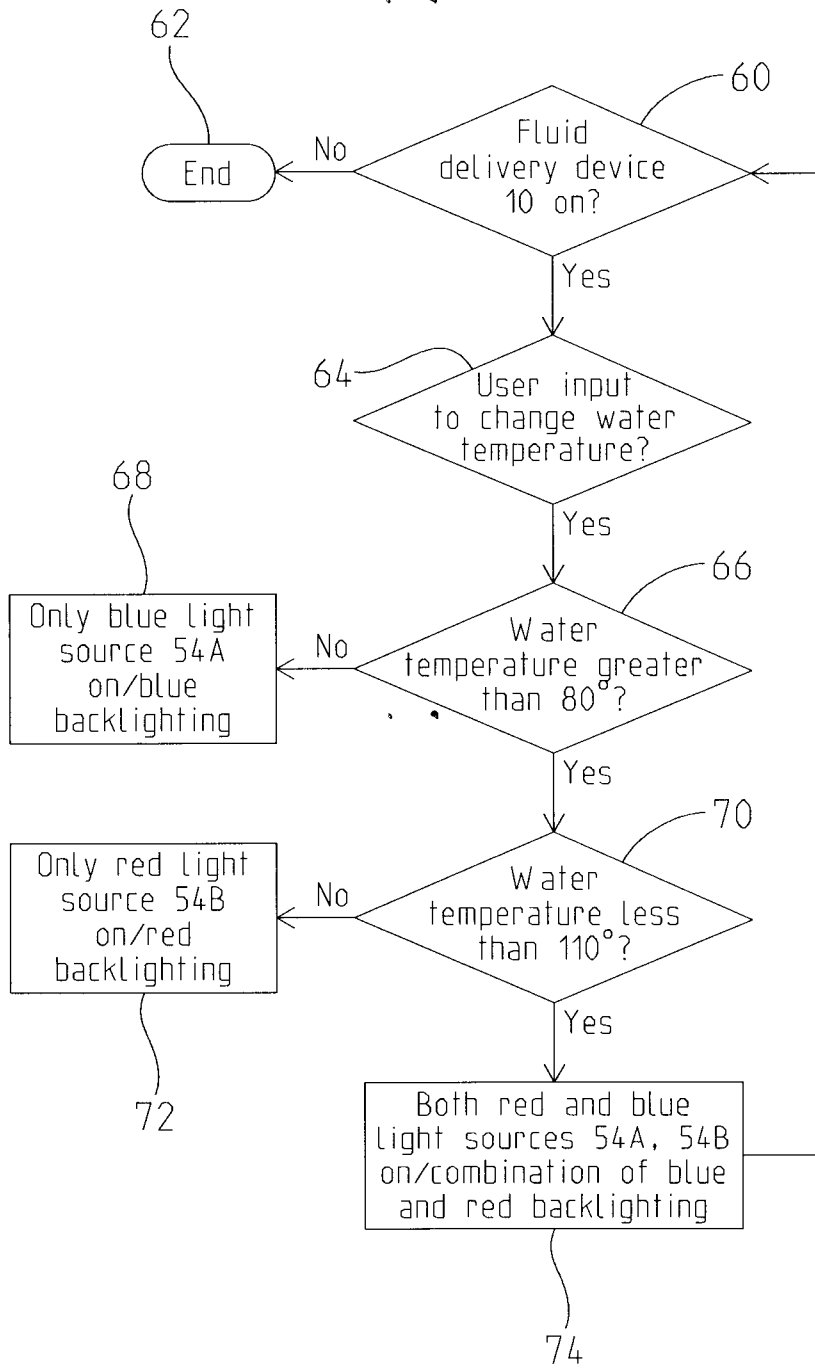 62
60
Fluid
delivery device
10 on?
No
End
Yes
64
User input
to change water
temperature?
Yes
68
66
Only blue light
source 54A
on/blue
backlighting
No
Water
temperature greater
than 80°?
Yes
70
Only red light
source 54B
on/red
backlighting
No
Water
temperature less
than 110°?
Yes
72
Both red and blue
light sources 54A, 54B
on/combination of blue
and red backlighting
74